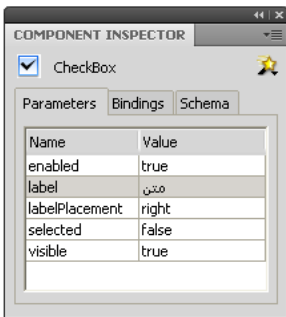 COMPONENT INSPECTOR
CheckBox
Parameters Bindings Schema
Name Value
enabled true
label متن
labelPlacement right
selected false
visible true